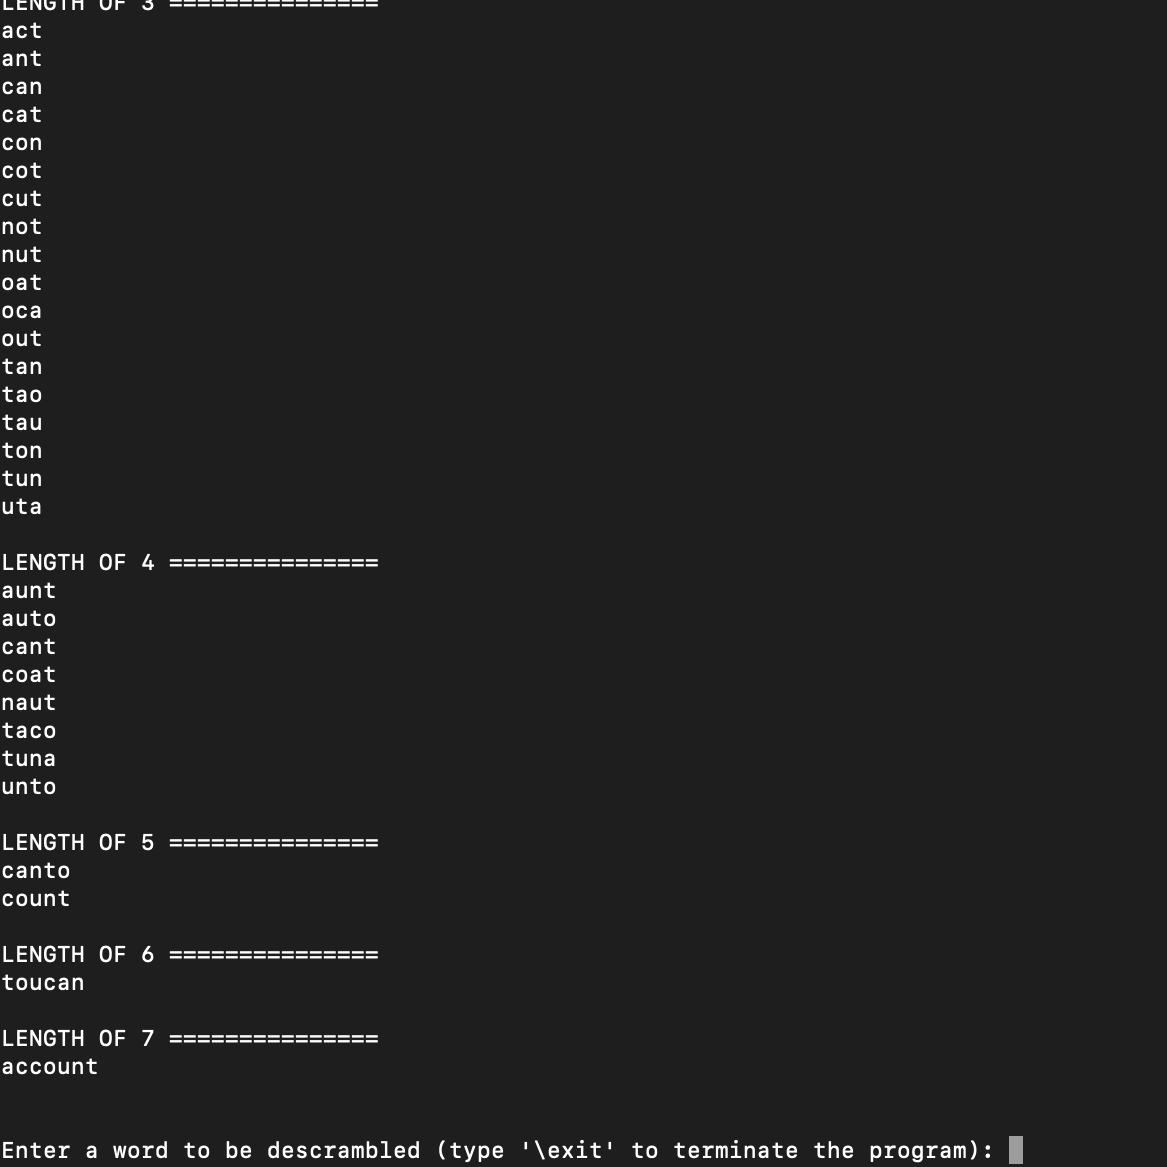 LENGTH OF 3 ===============
act
ant
can
cat
con
cot
cut
not
nut
oat
oca
out
tan
tao
tau
ton
tun
uta
LENGTH OF 4 ===============
aunt
auto
cant
coat
naut
taco
tuna
unto
LENGTH OF 5 ===============
canto
count
LENGTH OF 6 ===============
toucan
LENGTH OF 7 ===============
account
Enter a word to be descrambled (type '\exit' to terminate the program):